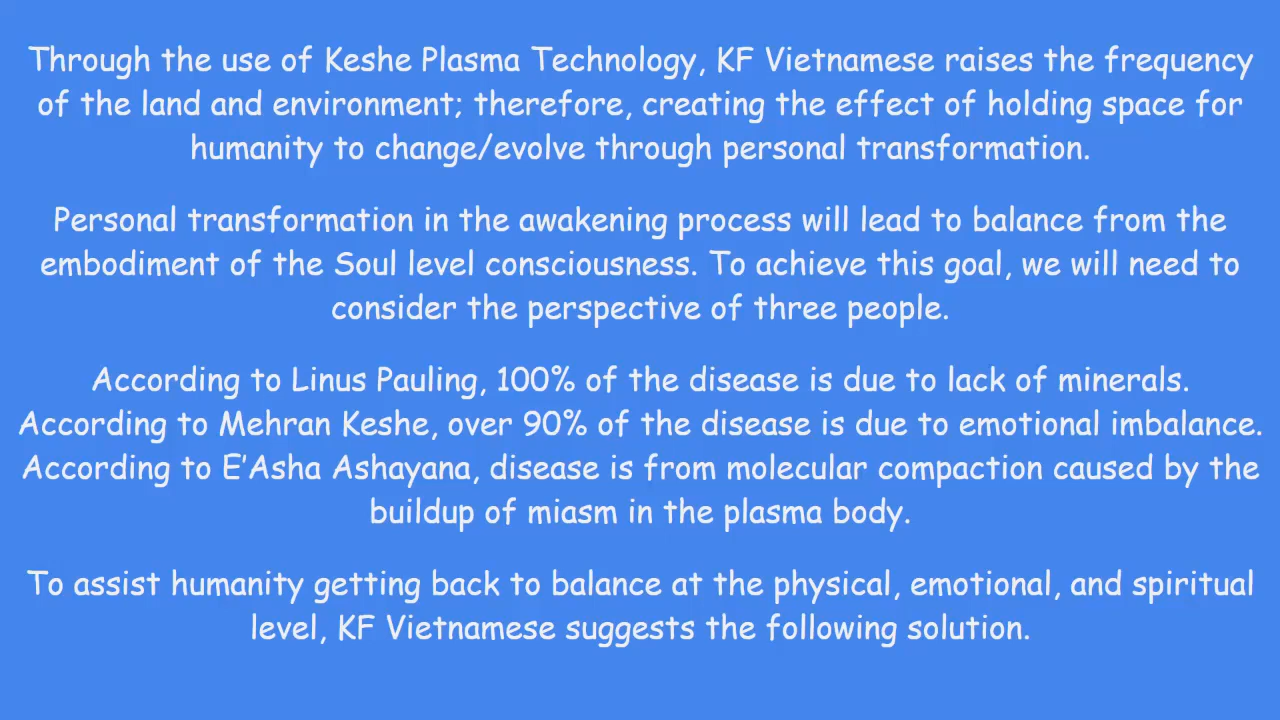 Through the use of Keshe Plasma Technology, KF Vietnamese raises the frequency
of the land and environment; therefore, creating the effect of holding space for
humanity to change/evolve through personal transformation.
Personal transformation in the awakening process will lead to balance from the
embodiment of the Soul level consciousness. To achieve this goal, we will need to
consider the perspective of three people.
According to Linus Pauling, 100% of the disease is due to lack of minerals.
According to Mehran Keshe, over 90% of the disease is due to emotional imbalance.
According to E'Asha Ashayana, disease is from molecular compaction caused by the
buildup of miasm in the plasma body.
To assist humanity getting back to balance at the physical, emotional, and spiritual
level, KF Vietnamese suggests the following solution.